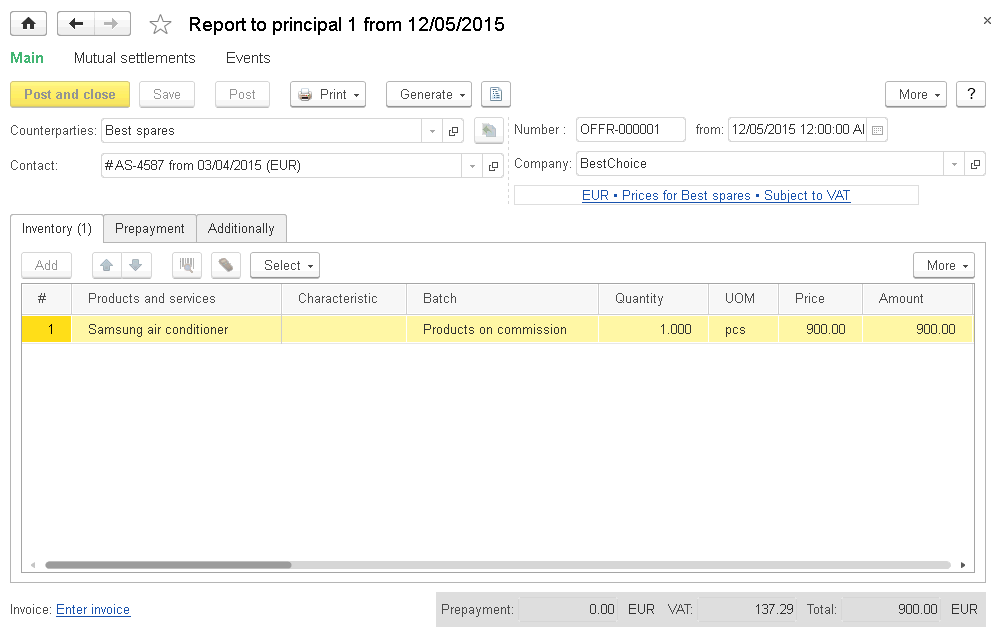 Report to principal 1 from 12/05/2015
×
Main Mutual settlements Events
Post and close Save Post Print Generate More ?
Counterparties: Best spares Number : OFFR-000001 from: 12/05/2015 12:00:00 AI
Contact: #AS-4587 from 03/04/2015 (EUR) Company: BestChoice
EUR • Prices for Best spares • Subject to VAT
Inventory (1) Prepayment Additionally
Add Select More
# Products and services Characteristic Batch Quantity UOM Price Amount
1 Samsung air conditioner Products on commission 1.000 pcs 900.00 900.00
Invoice: Enter invoice Prepayment: 0.00 EUR VAT: 137.29 Total: 900.00 EUR